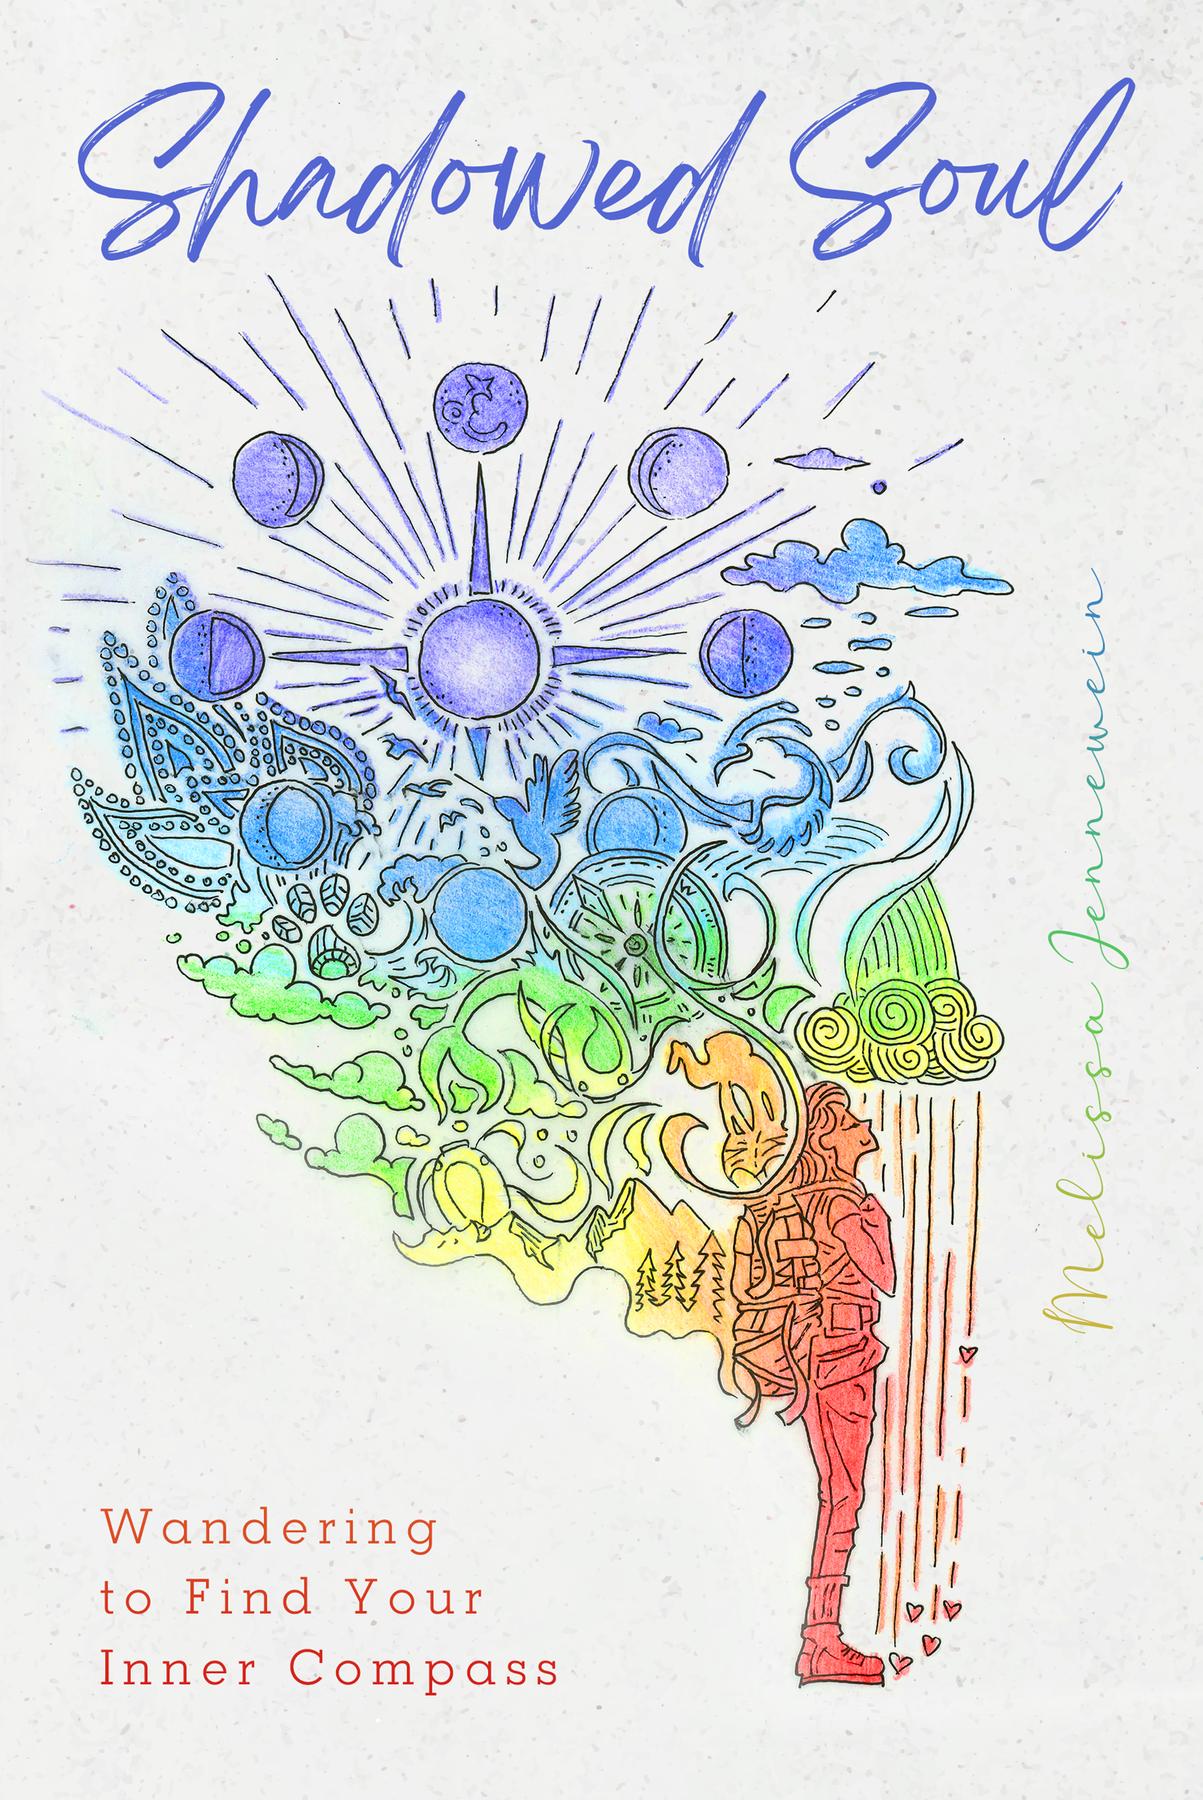 Shadowed Soul
Melissa Jennewein
Wandering
to Find Your
Inner Compass